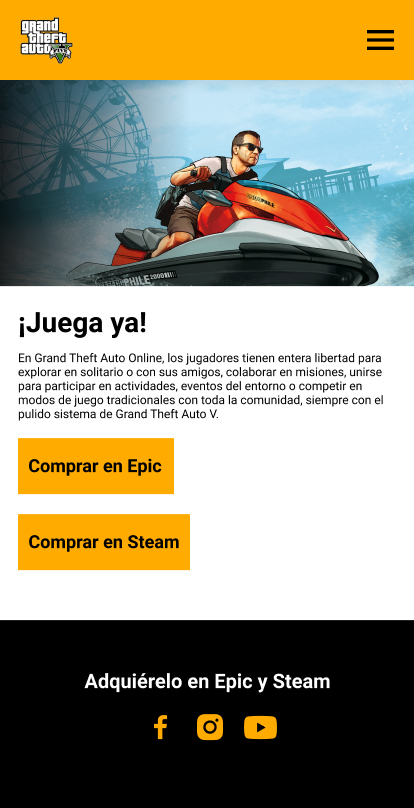 grand
theft
auto
FIVE
¡Juega ya!
En Grand Theft Auto Online, los jugadores tienen entera libertad para
explorar en solitario o con sus amigos, colaborar en misiones, unirse
para participar en actividades, eventos del entorno o competir en
modos de juego tradicionales con toda la comunidad, siempre con el
pulido sistema de Grand Theft Auto V.
Comprar en Epic
Comprar en Steam
Adquiérelo en Epic y Steam